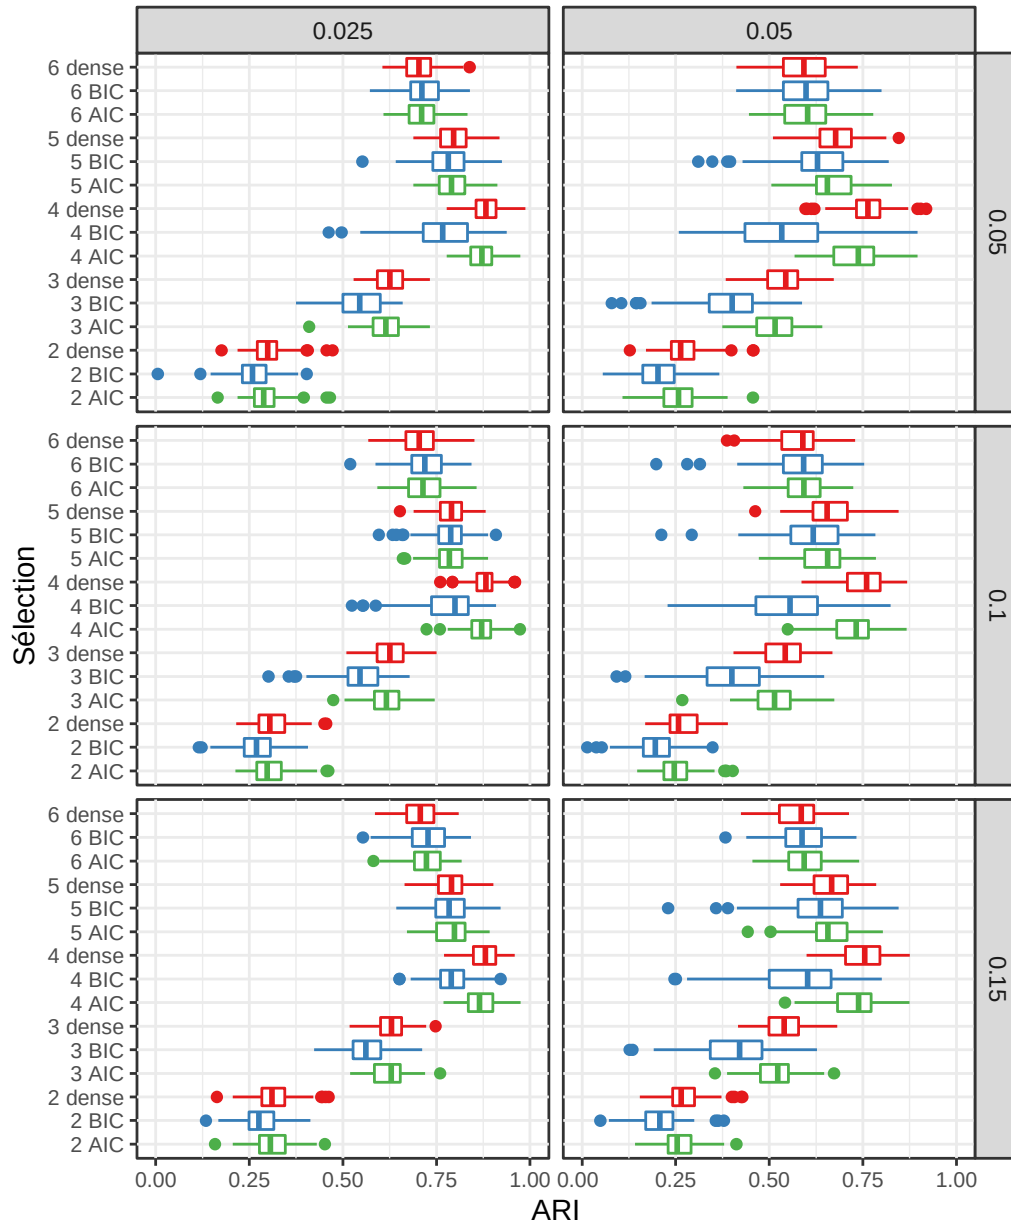 0.025 0.05
6 dense
6 BIC
6 AIC
5 dense
5 BIC
5 AIC
4 dense
4 BIC
4 AIC
3 dense
3 BIC
3 AIC
2 dense
2 BIC
2 AIC
0.05
6 dense
6 BIC
6 AIC
5 dense
5 BIC
5 AIC
4 dense
4 BIC
4 AIC
3 dense
3 BIC
3 AIC
2 dense
2 BIC
2 AIC
0.1
6 dense
6 BIC
6 AIC
5 dense
5 BIC
5 AIC
4 dense
4 BIC
4 AIC
3 dense
3 BIC
3 AIC
2 dense
2 BIC
2 AIC
0.15
Sélection
0.00 0.25 0.50 0.75 1.00 0.00 0.25 0.50 0.75 1.00
ARI